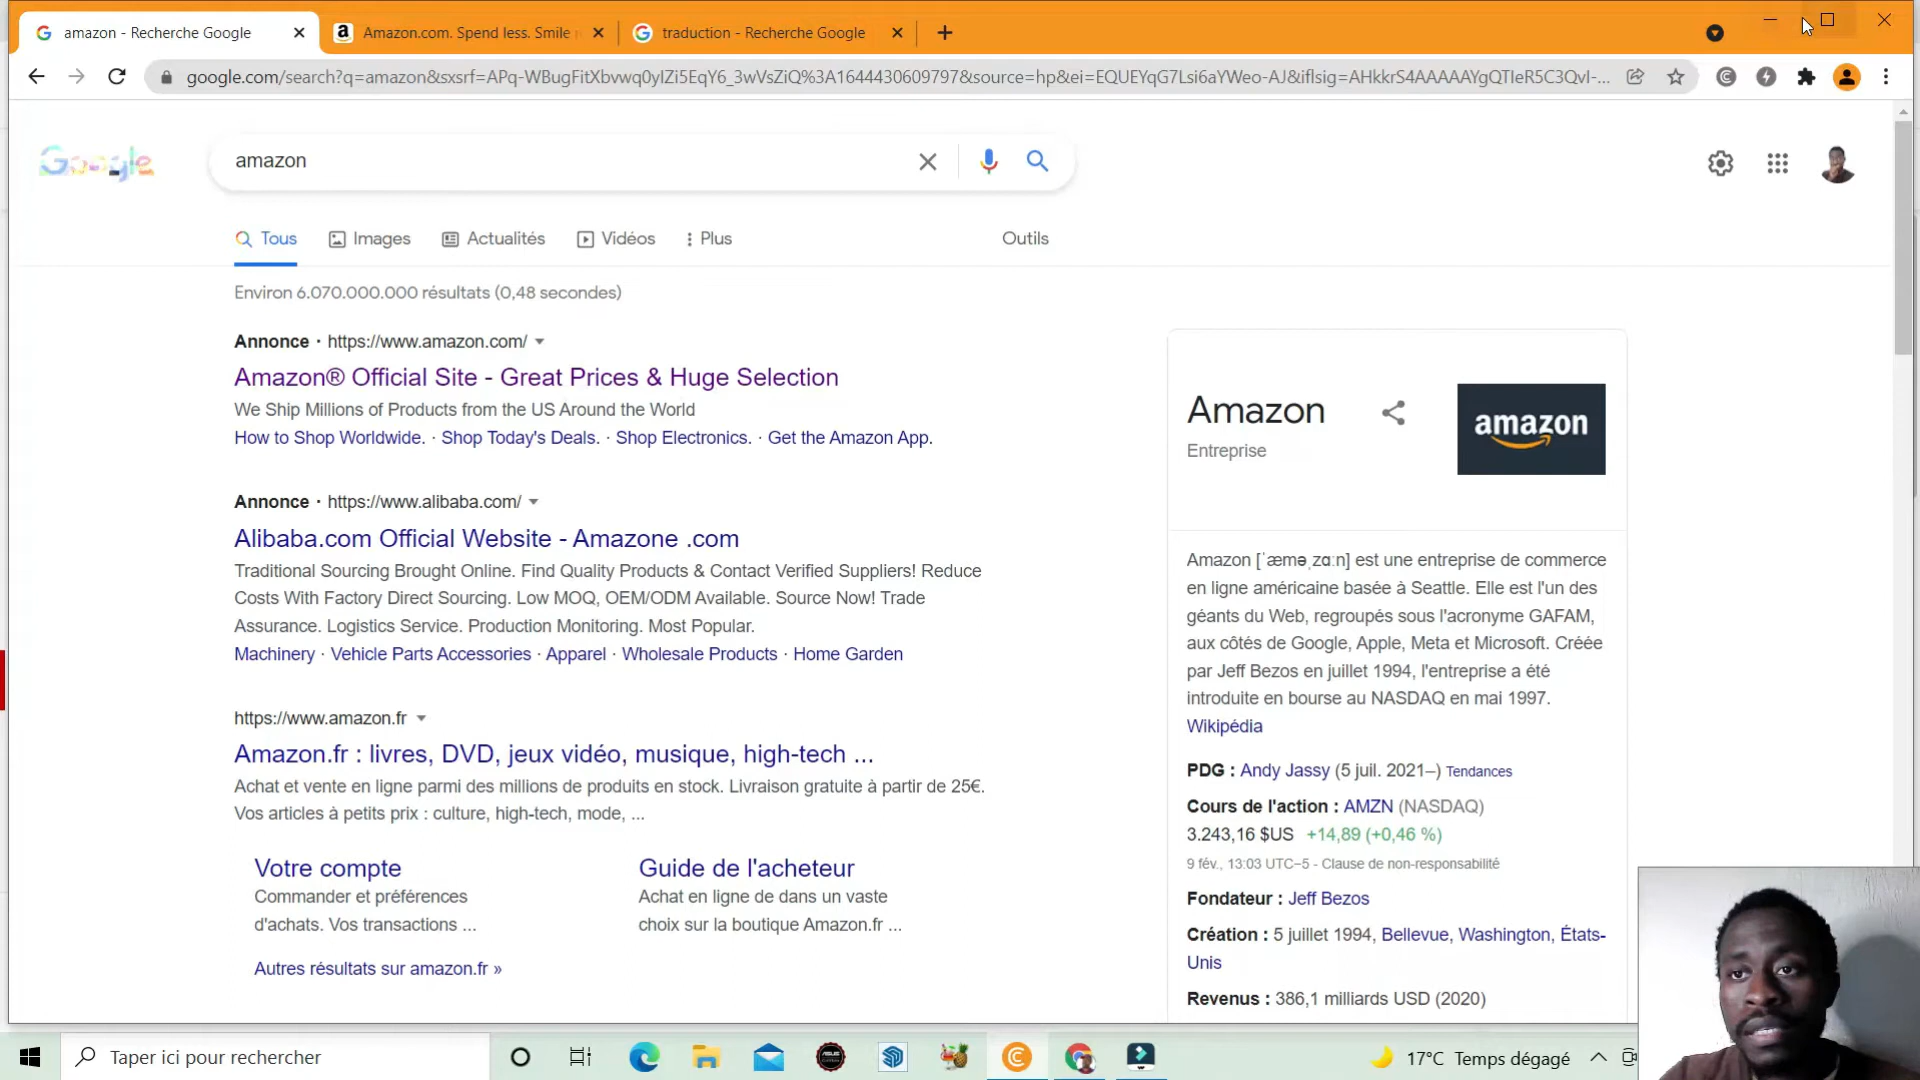 amazon - Recherche Google
Amazon.com. Spend less. Smile
traduction - Recherche Google
google.com/search?q=amazon&sxsrf=APq-WBugFitXbvwq0yIZi5EqY6_3wVsZiQ%3A1644430609797&source=hp&ei=EQUEYqG7Lsi6aYWeo-AJ&iflsig=AHkkrS4AAAAAYgQTIeR5C3QvI-...
Google
amazon
Tous
Images
Actualités
Vidéos
Plus
Outils
Environ 6.070.000.000 résultats (0,48 secondes)
Annonce · https://www.amazon.com/
Amazon® Official Site - Great Prices & Huge Selection
We Ship Millions of Products from the US Around the World
How to Shop Worldwide. · Shop Today's Deals. · Shop Electronics. · Get the Amazon App.
Annonce · https://www.alibaba.com/
Alibaba.com Official Website - Amazone .com
Traditional Sourcing Brought Online. Find Quality Products & Contact Verified Suppliers! Reduce
Costs With Factory Direct Sourcing. Low MOQ, OEM/ODM Available. Source Now! Trade
Assurance. Logistics Service. Production Monitoring. Most Popular.
Machinery · Vehicle Parts Accessories · Apparel · Wholesale Products · Home Garden
https://www.amazon.fr
Amazon.fr : livres, DVD, jeux vidéo, musique, high-tech ...
Achat et vente en ligne parmi des millions de produits en stock. Livraison gratuite à partir de 25€.
Vos articles à petits prix : culture, high-tech, mode, ...
Votre compte
Commander et préférences
d'achats. Vos transactions ...
Guide de l'acheteur
Achat en ligne de dans un vaste
choix sur la boutique Amazon.fr ...
Autres résultats sur amazon.fr »
Amazon
Entreprise
amazon
Amazon [ˈæməˌzɑːn] est une entreprise de commerce
en ligne américaine basée à Seattle. Elle est l'un des
géants du Web, regroupés sous l'acronyme GAFAM,
aux côtés de Google, Apple, Meta et Microsoft. Créée
par Jeff Bezos en juillet 1994, l'entreprise a été
introduite en bourse au NASDAQ en mai 1997.
Wikipédia
PDG : Andy Jassy (5 juil. 2021–) Tendances
Cours de l'action : AMZN (NASDAQ)
3.243,16 $US +14,89 (+0,46 %)
9 fév., 13:03 UTC−5 - Clause de non-responsabilité
Fondateur : Jeff Bezos
Création : 5 juillet 1994, Bellevue, Washington, États-
Unis
Revenus : 386,1 milliards USD (2020)
Taper ici pour rechercher
17°C Temps dégagé